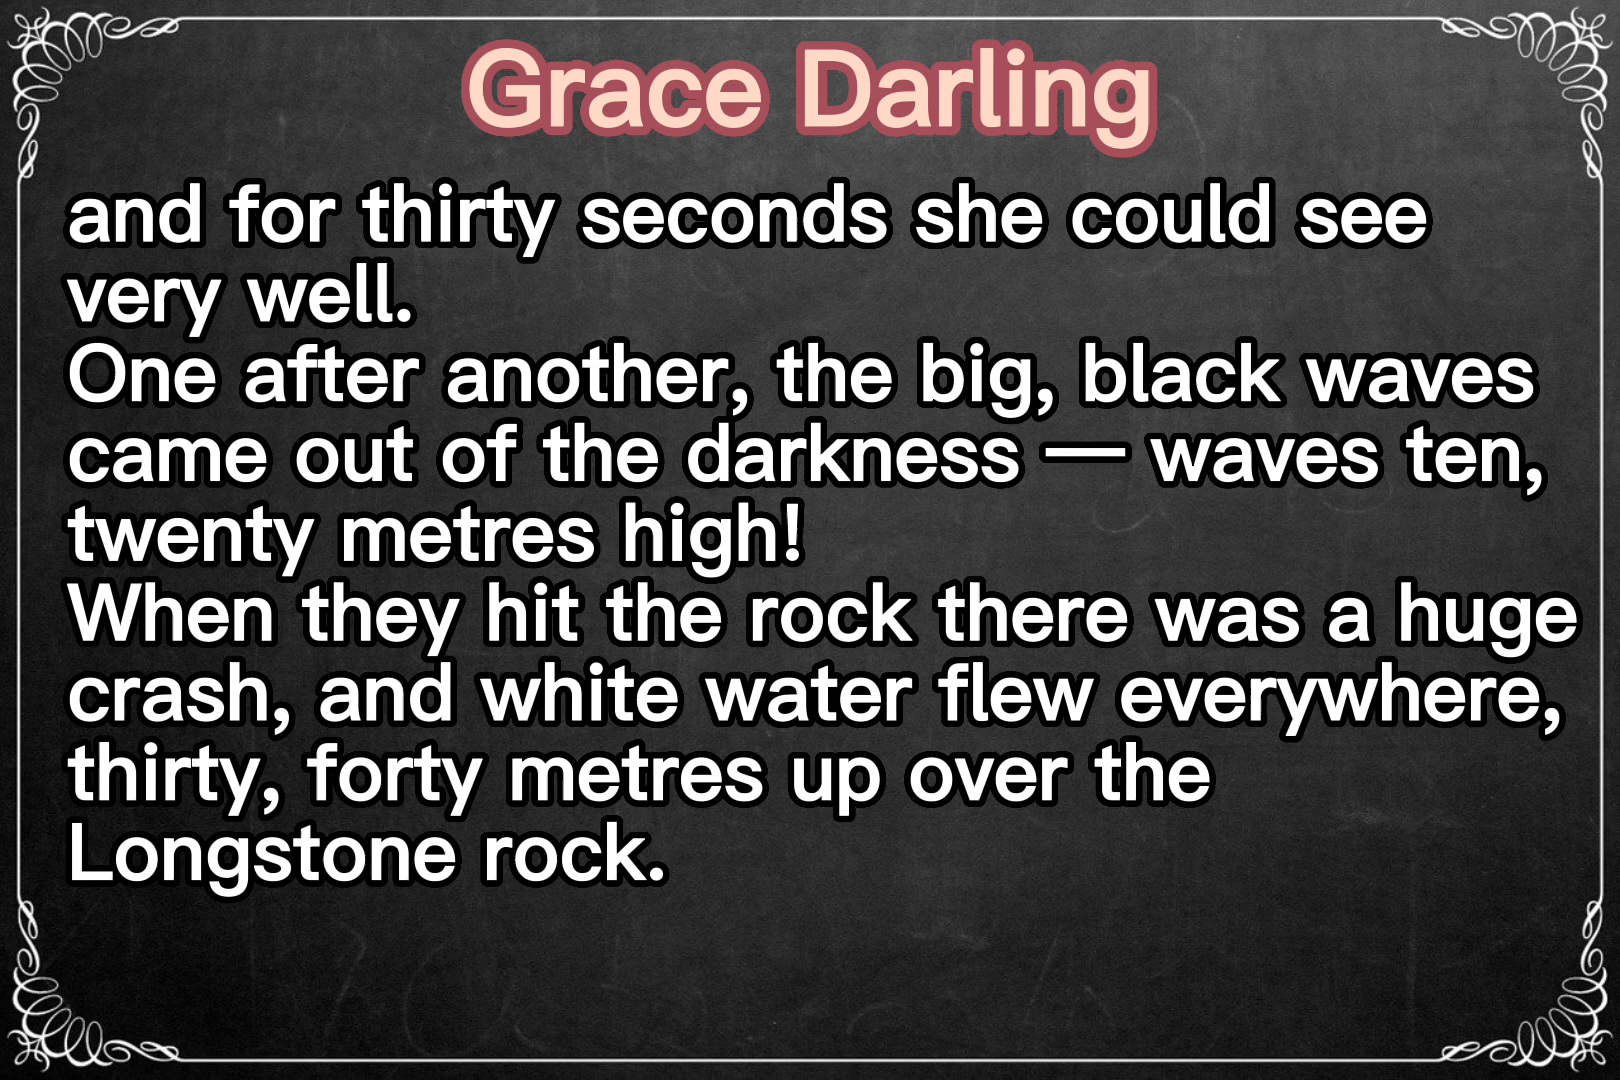 Grace Darling
and for thirty seconds she could see
very well.
One after another, the big, black waves
came out of the darkness — waves ten,
twenty metres high!
When they hit the rock there was a huge
crash, and white water flew everywhere,
thirty, forty metres up over the
Longstone rock.